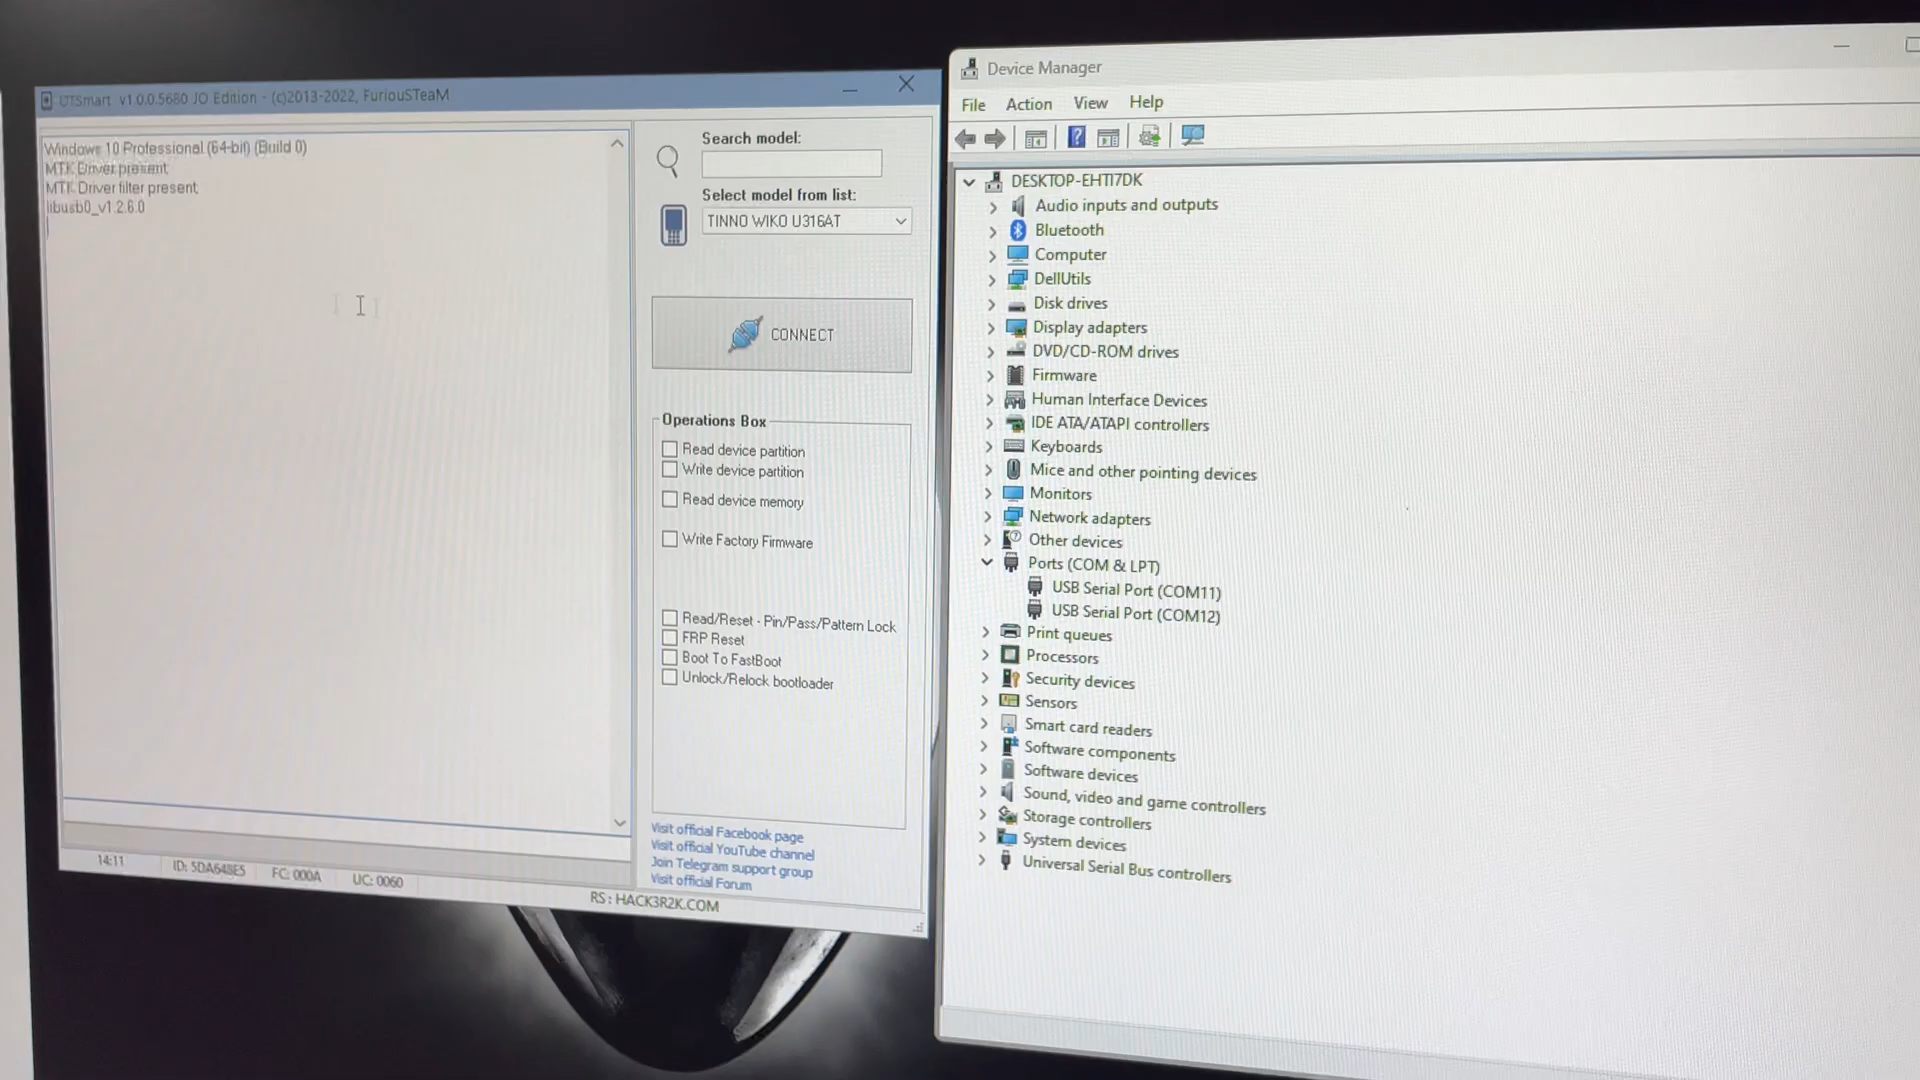 OTSmart v1.0.0.5680 JO Edition - (c)2013-2022, FuriouSTeaM
Windows 10 Professional (64-bit) (Build 0)
MTK Driver present
MTK Driver filter present
libusb0_v1.2.6.0
Search model:
Select model from list:
TINNO WIKO U316AT
CONNECT
Operations Box
Read device partition
Write device partition
Read device memory
Write Factory Firmware
Read/Reset - Pin/Pass/Pattern Lock
FRP Reset
Boot To FastBoot
Unlock/Relock bootloader
Visit official Facebook page
Visit official YouTube channel
Join Telegram support group
Visit official Forum
14:11
ID: 5DA648E5
FC: 000A
UC: 0060
RS : HACK3R2K.COM
Device Manager
File Action View Help
DESKTOP-EHTI7DK
Audio inputs and outputs
Bluetooth
Computer
DellUtils
Disk drives
Display adapters
DVD/CD-ROM drives
Firmware
Human Interface Devices
IDE ATA/ATAPI controllers
Keyboards
Mice and other pointing devices
Monitors
Network adapters
Other devices
Ports (COM & LPT)
USB Serial Port (COM11)
USB Serial Port (COM12)
Print queues
Processors
Security devices
Sensors
Smart card readers
Software components
Software devices
Sound, video and game controllers
Storage controllers
System devices
Universal Serial Bus controllers